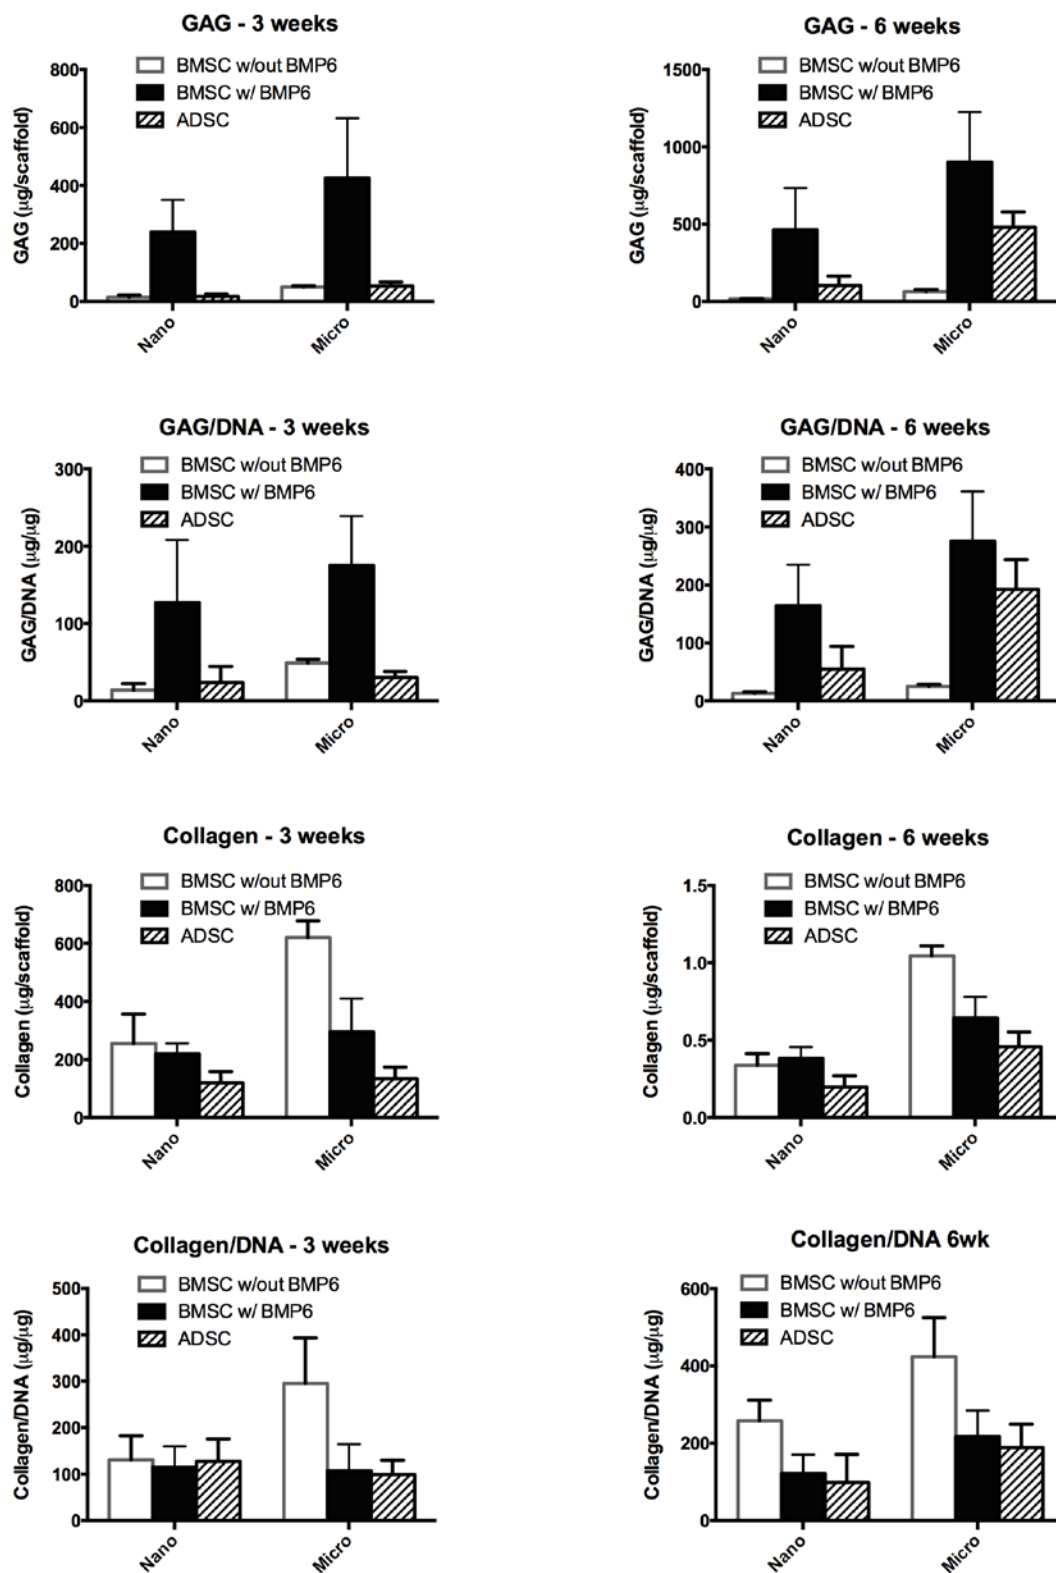 GAG - 3 weeks
BMSC w/out BMP6
BMSC w/ BMP6
ADSC
GAG (µg/scaffold)
800
600
400
200
0
Nano
Micro
GAG - 6 weeks
BMSC w/out BMP6
BMSC w/ BMP6
ADSC
GAG (µg/scaffold)
1500
1000
500
0
Nano
Micro
GAG/DNA - 3 weeks
BMSC w/out BMP6
BMSC w/ BMP6
ADSC
GAG/DNA (µg/µg)
300
200
100
0
Nano
Micro
GAG/DNA - 6 weeks
BMSC w/out BMP6
BMSC w/ BMP6
ADSC
GAG/DNA (µg/µg)
400
300
200
100
0
Nano
Micro
Collagen - 3 weeks
BMSC w/out BMP6
BMSC w/ BMP6
ADSC
Collagen (µg/scaffold)
800
600
400
200
0
Nano
Micro
Collagen - 6 weeks
BMSC w/out BMP6
BMSC w/ BMP6
ADSC
Collagen (µg/scaffold)
1.5
1.0
0.5
0.0
Nano
Micro
Collagen/DNA - 3 weeks
BMSC w/out BMP6
BMSC w/ BMP6
ADSC
Collagen/DNA (µg/µg)
500
400
300
200
100
0
Nano
Micro
Collagen/DNA 6wk
BMSC w/out BMP6
BMSC w/ BMP6
ADSC
Collagen/DNA (µg/µg)
600
400
200
0
Nano
Micro